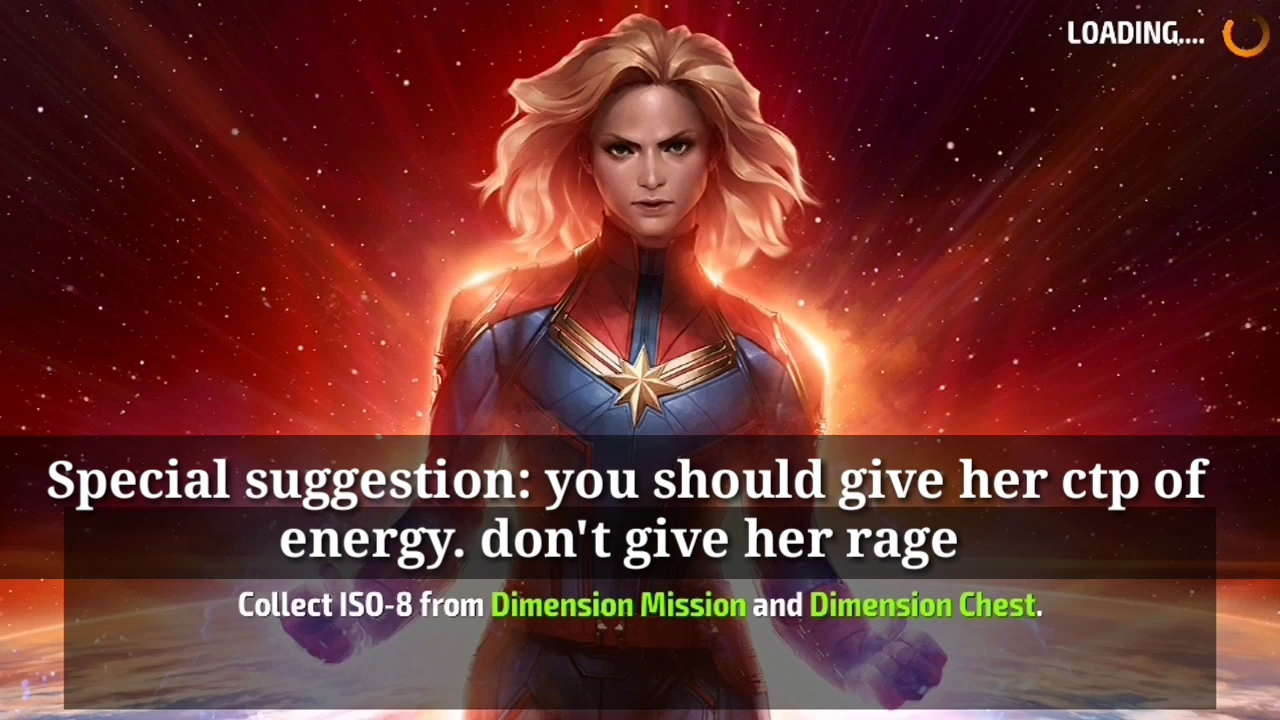 LOADING....
Special suggestion: you should give her ctp of
energy. don't give her rage
Collect ISO-8 from Dimension Mission and Dimension Chest.